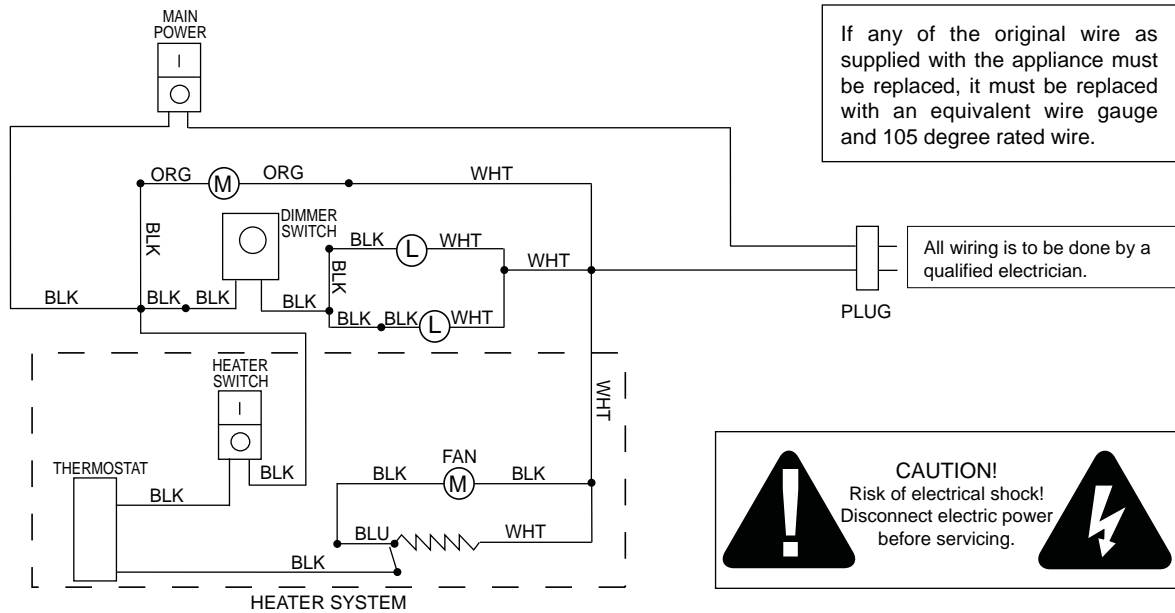 MAIN
POWER
I
If any of the original wire as
supplied with the appliance must
be replaced, it must be replaced
with an equivalent wire gauge
and 105 degree rated wire.
ORG
M
ORG
WHT
BLK
DIMMER
SWITCH
BLK
L
WHT
WHT
BLK
All wiring is to be done by a
qualified electrician.
BLK
BLK
BLK
BLK
BLK
BLK
L
WHT
PLUG
HEATER
SWITCH
I
WHT
THERMOSTAT
BLK
BLK
FAN
BLK
M
BLK
BLU
WHT
BLK
HEATER SYSTEM
!
CAUTION!
Risk of electrical shock!
Disconnect electric power
before servicing.